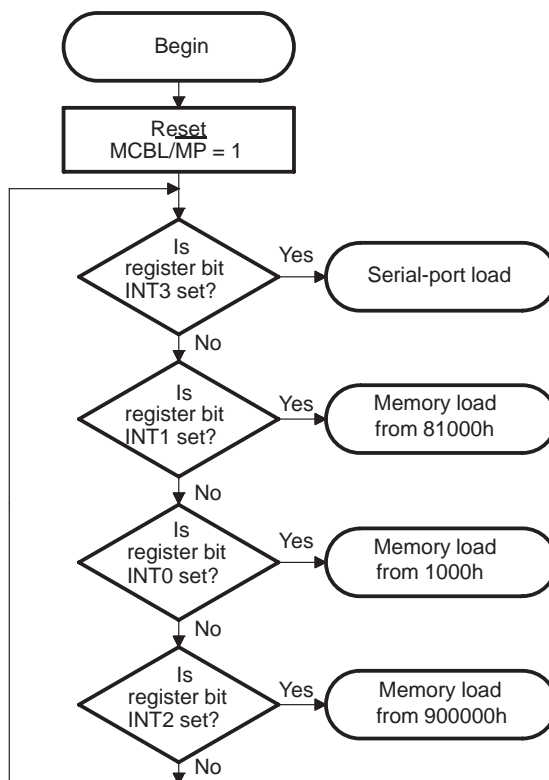 Begin
Reset
MCBL/MP = 1
Is
register bit
INT3 set?
Yes
Serial-port load
No
Is
register bit
INT1 set?
Yes
Memory load
from 81000h
No
Is
register bit
INT0 set?
Yes
Memory load
from 1000h
No
Is
register bit
INT2 set?
Yes
Memory load
from 900000h
No